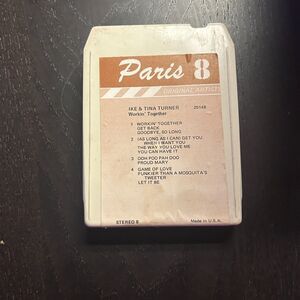 Paris 8
ORIGINAL ARTISTS
IKE & TINA TURNER 25148
Workin' Together
1 WORKIN' TOGETHER
GET BACK
GOODBYE, SO LONG
2 (AS LONG AS I CAN) GET YOU
WHEN I WANT YOU
THE WAY YOU LOVE ME
YOU CAN HAVE IT
3 OOH POO PAH DOO
PROUD MARY
4 GAME OF LOVE
FUNKIER THAN A MOSQUITA'S
TWEETER
LET IT BE
STEREO 8 Made in U.S.A.